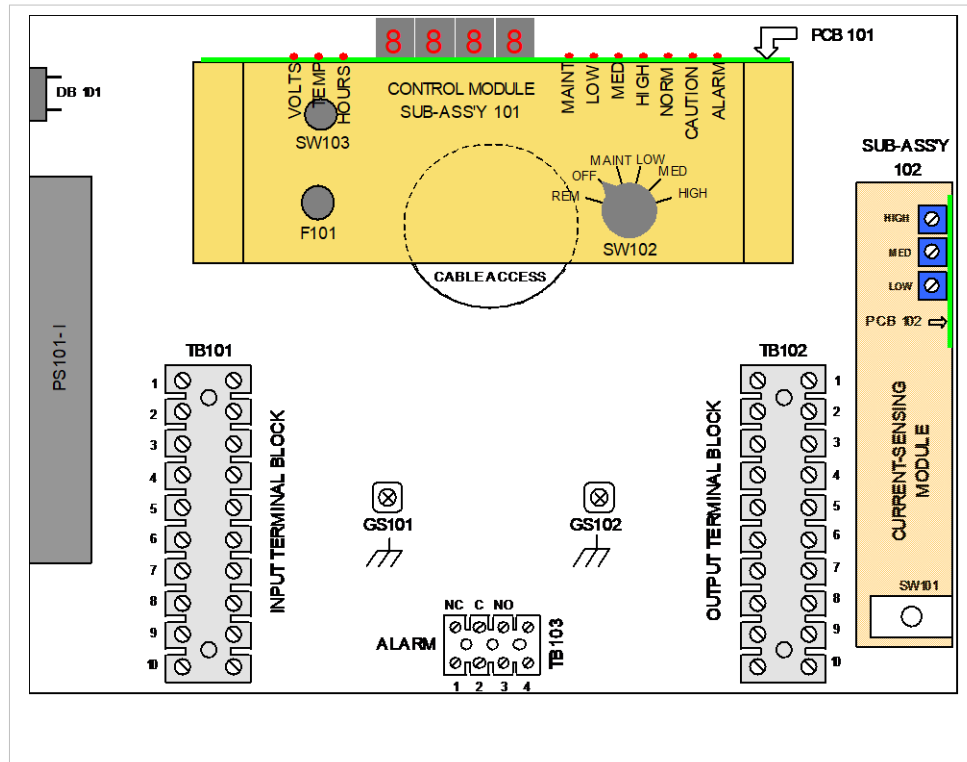 8 8 8 8
PCB 101
DB 101
VOLTS
TEMP
HOURS
CONTROL MODULE
SUB-ASS'Y 101
MAINT
LOW
MED
HIGH
NORM
CAUTION
ALARM
SW103
F101
REM
OFF
MAINT
LOW
MED
HIGH
SW102
CABLE ACCESS
SUB-ASS'Y
102
HIGH
MED
LOW
PCB 102
CURRENT-SENSING
MODULE
SW101
PS101-I
TB101
1
2
3
4
5
6
7
8
9
10
INPUT TERMINAL BLOCK
GS101
GS102
TB102
1
2
3
4
5
6
7
8
9
10
OUTPUT TERMINAL BLOCK
NC C NO
ALARM
TB103
1 2 3 4